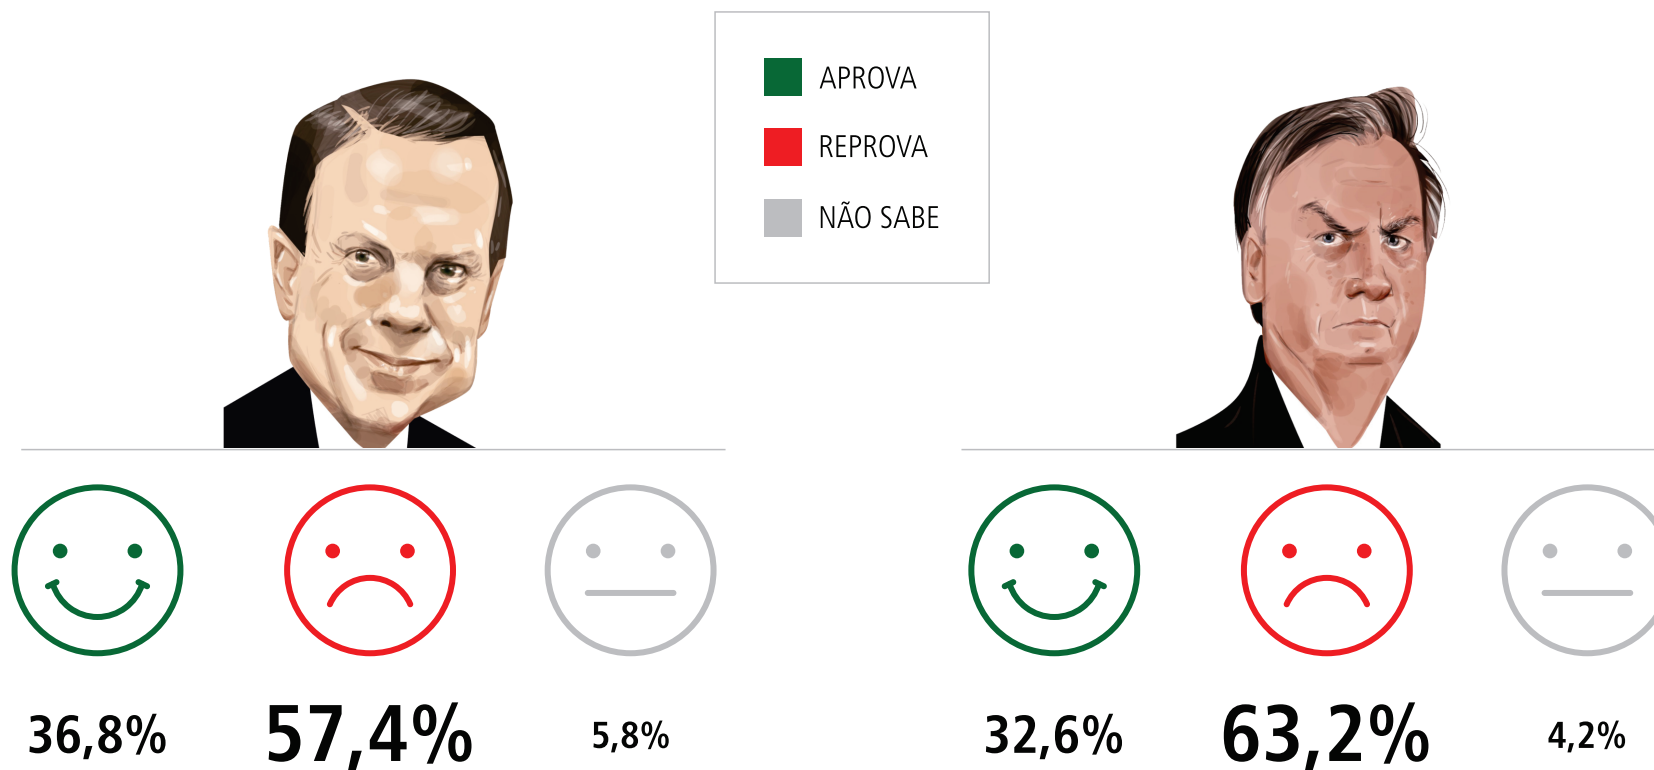 APROVA
REPROVA
NÃO SABE
36,8%
57,4%
5,8%
32,6%
63,2%
4,2%